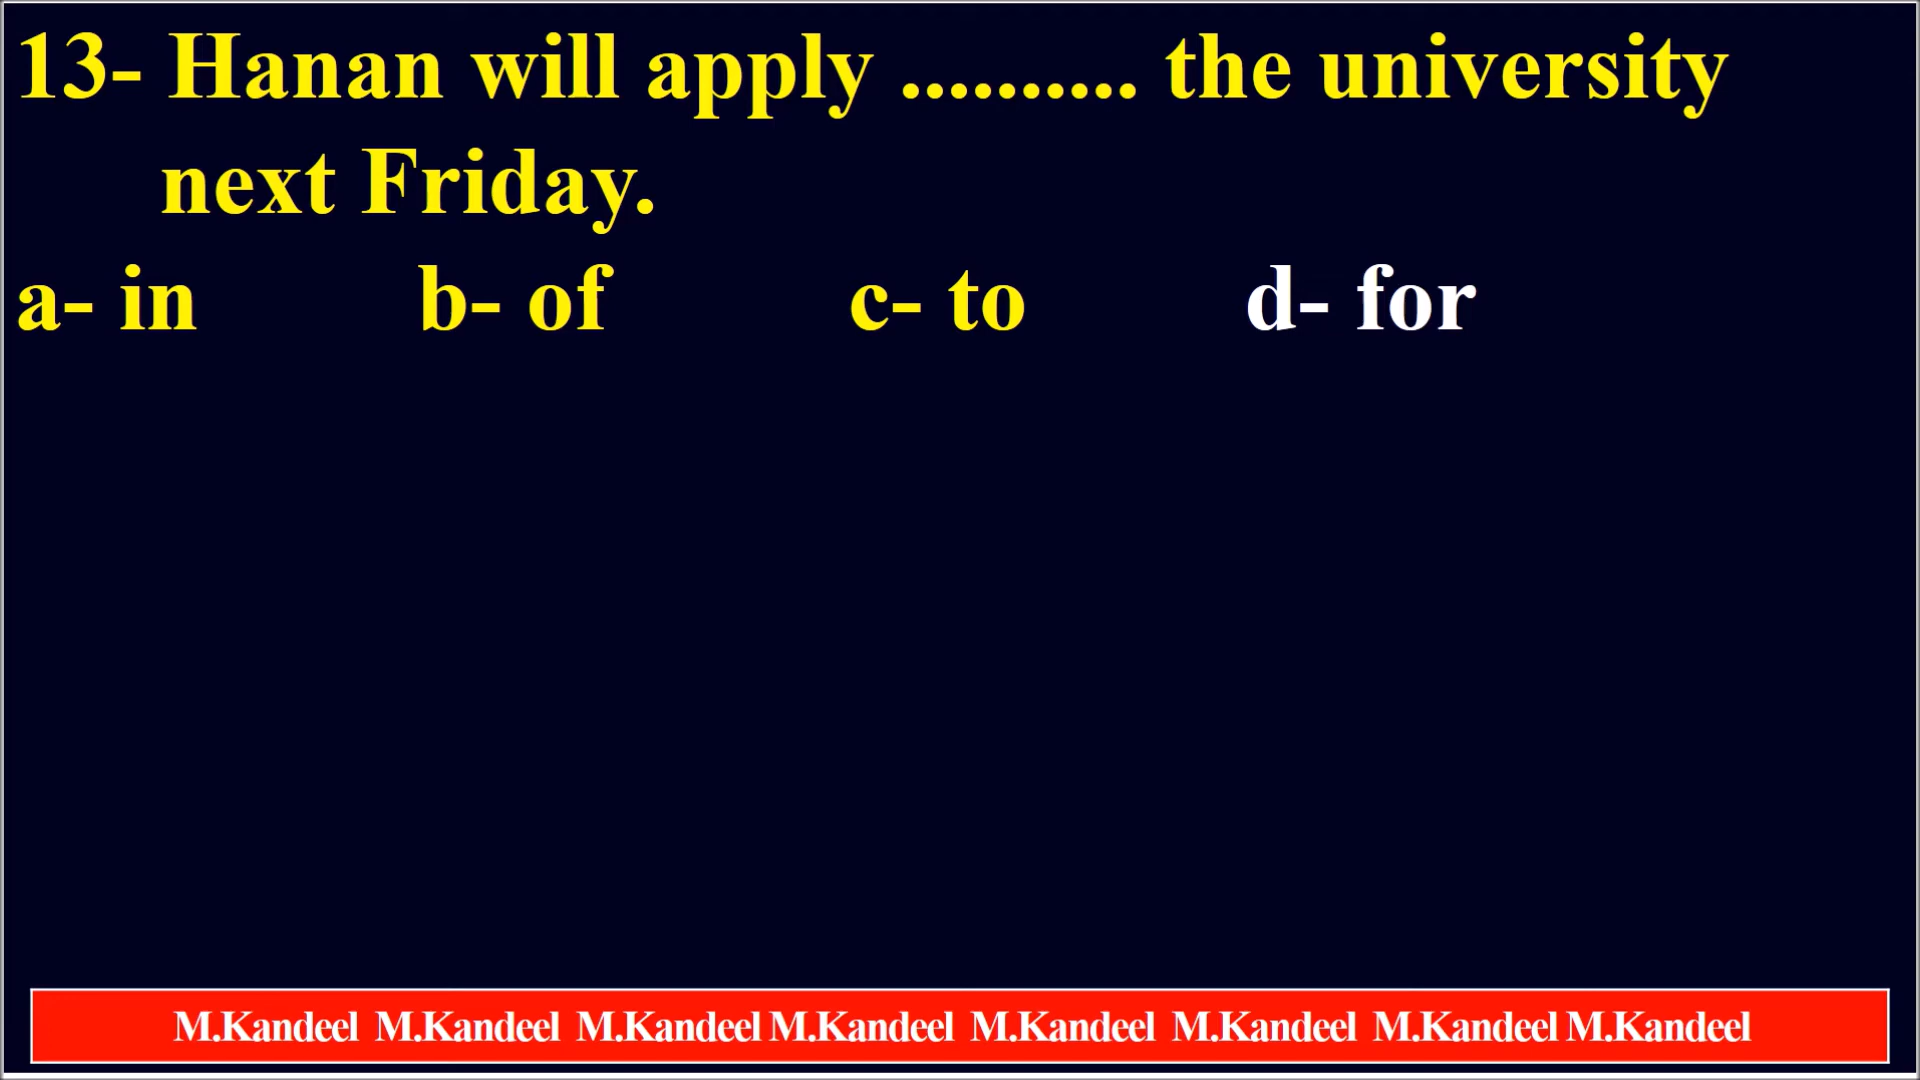 13- Hanan will apply .......... the university
next Friday.
a- in b- of c- to d- for
M.Kandeel M.Kandeel M.Kandeel M.Kandeel M.Kandeel M.Kandeel M.Kandeel M.Kandeel